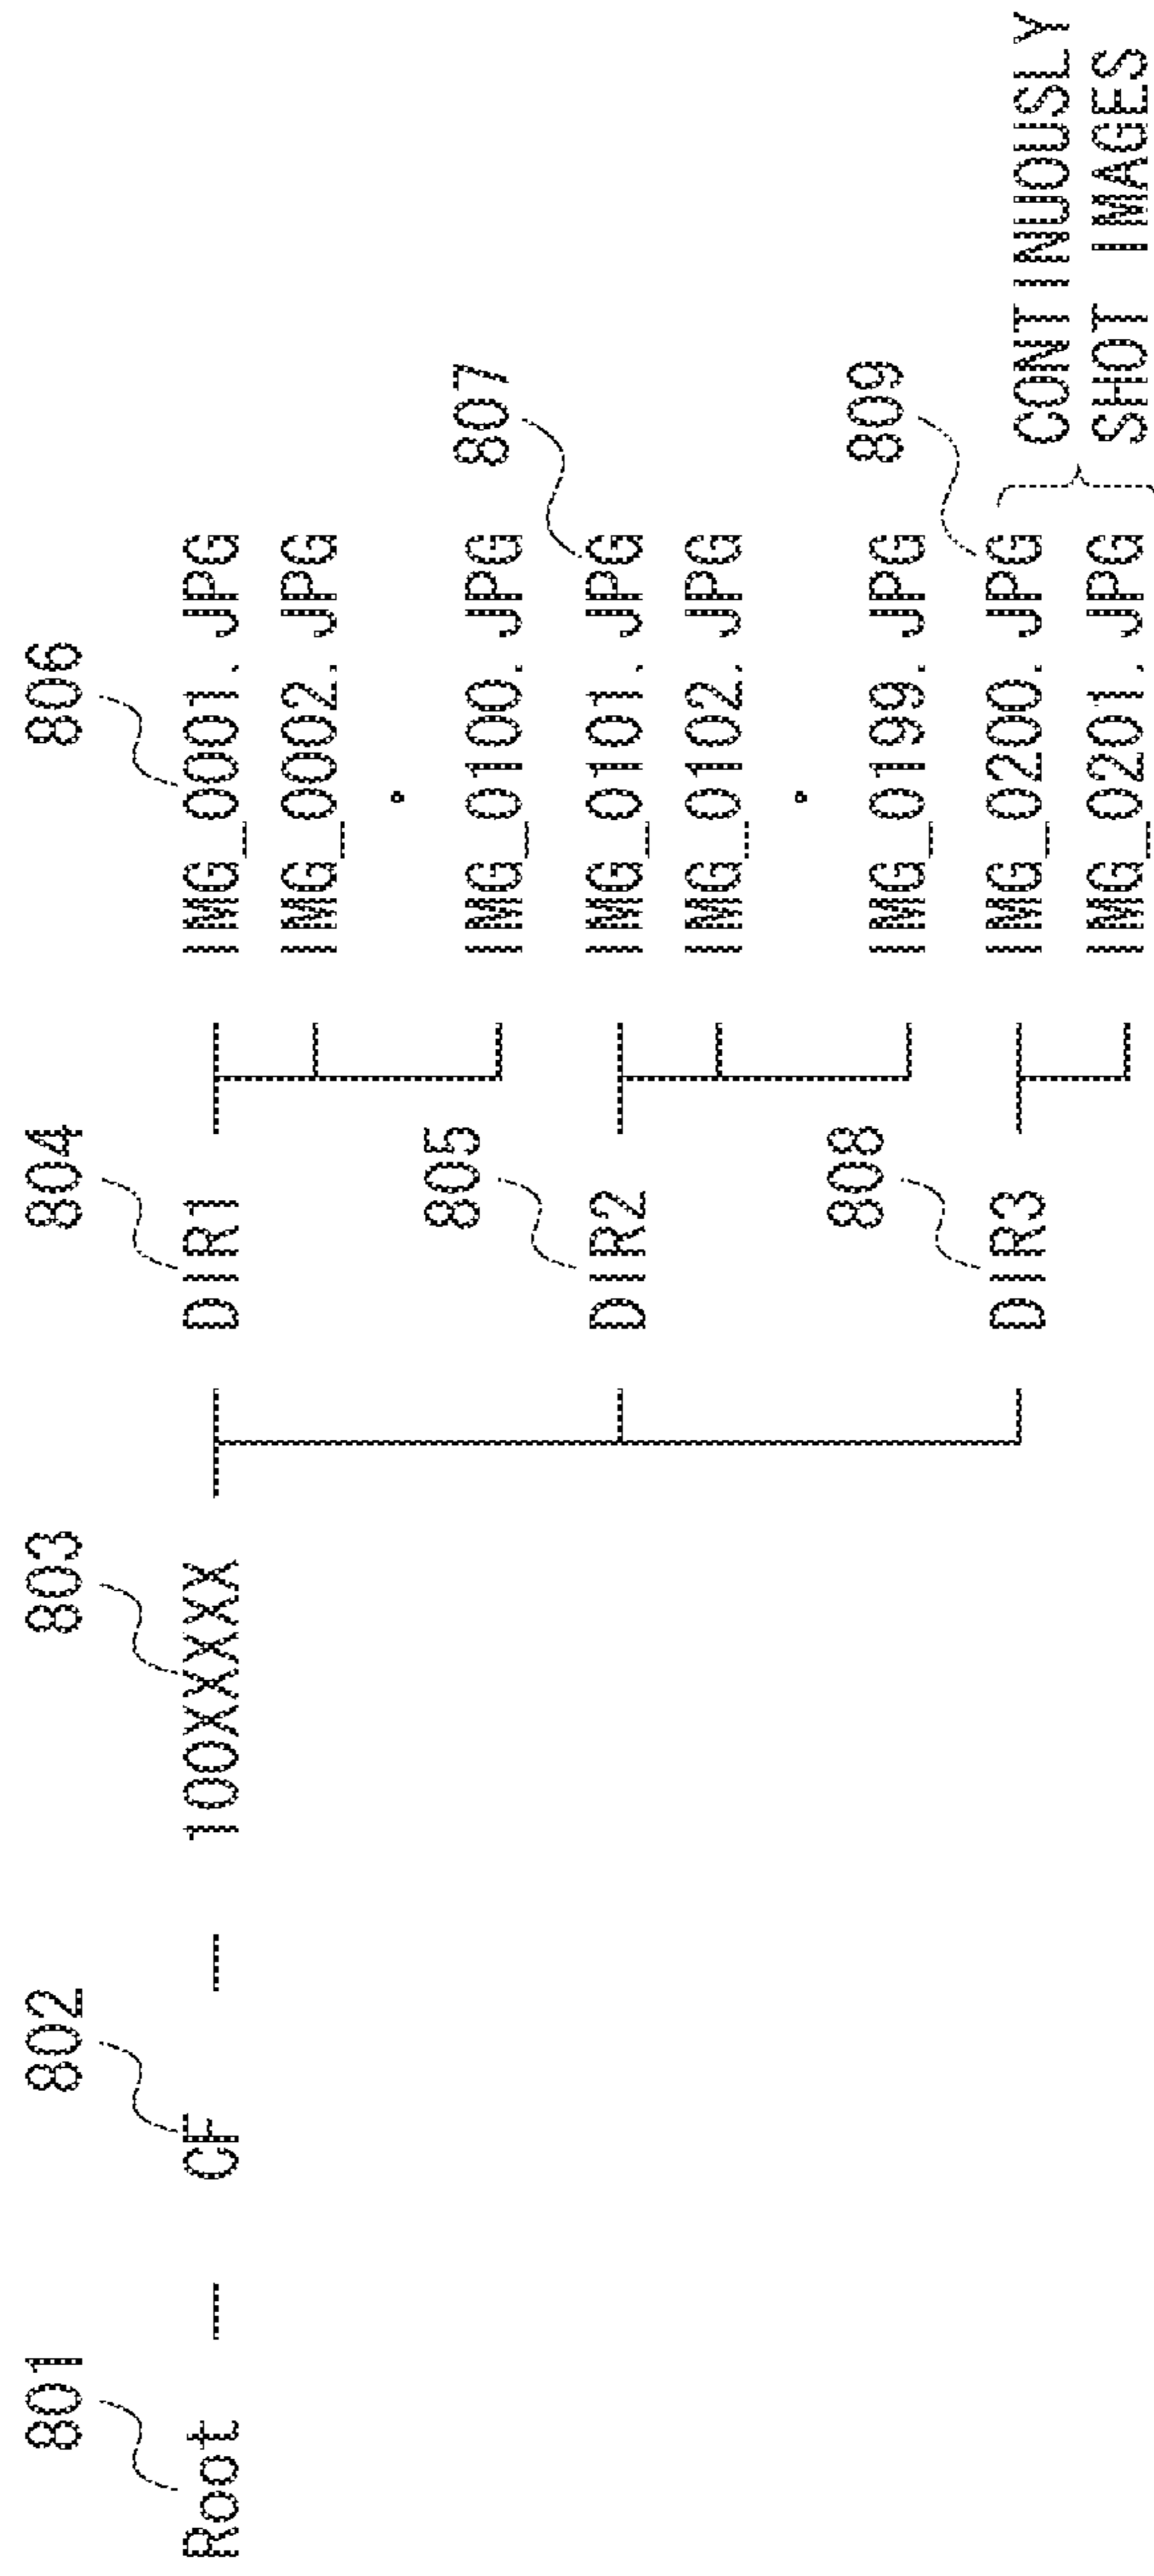 801
Root
802
CF
803
100XXXXX
804
DIR1
806
IMG_0001. JPG
IMG_0002. JPG
IMG_0100. JPG
805
DIR2
807
IMG_0101. JPG
IMG_0102. JPG
IMG_0199. JPG
808
DIR3
809
IMG_0200. JPG
IMG_0201. JPG
CONTINUOUSLY
SHOT IMAGES